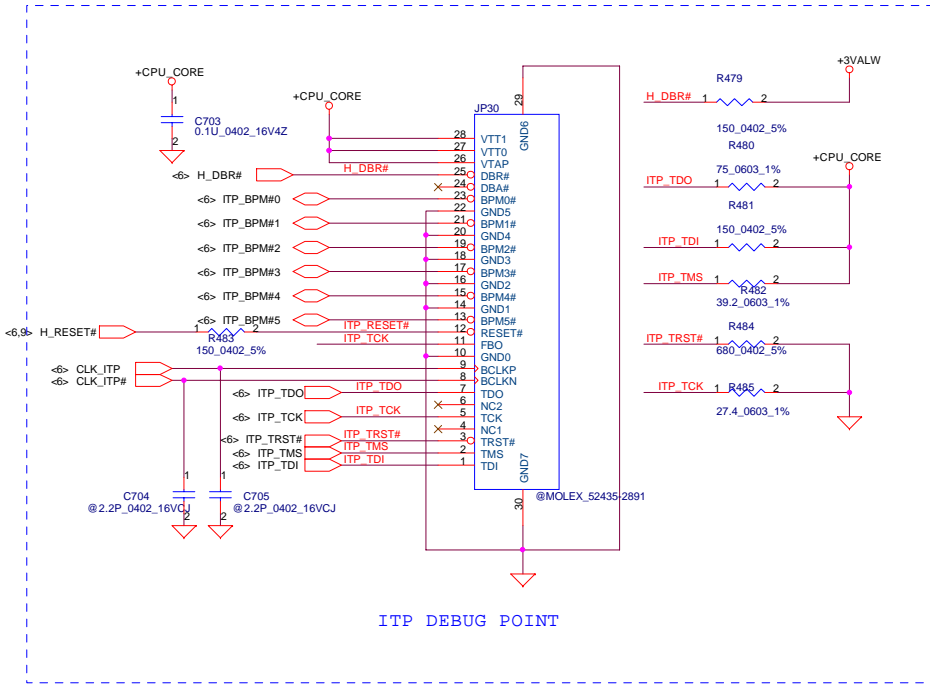 +CPU_CORE
1
C703
0.1U_0402_16V4Z
2
+CPU_CORE
JP30
29
GND6
28 VTT1
27 VTT0
26 VTAP
<6> H_DBR# H_DBR# 25 DBR#
24 DBA#
<6> ITP_BPM#0 23 BPM0#
22 GND5
<6> ITP_BPM#1 21 BPM1#
20 GND4
<6> ITP_BPM#2 19 BPM2#
18 GND3
<6> ITP_BPM#3 17 BPM3#
16 GND2
<6> ITP_BPM#4 15 BPM4#
14 GND1
<6> ITP_BPM#5 13 BPM5#
<6,9> H_RESET# 1 2 ITP_RESET# 12 RESET#
R483
150_0402_5%
ITP_TCK 11 FBO
10 GND0
<6> CLK_ITP 9 BCLKP
<6> CLK_ITP# 8 BCLKN
<6> ITP_TDO ITP_TDO 7 TDO
6 NC2
<6> ITP_TCK ITP_TCK 5 TCK
4 NC1
<6> ITP_TRST# ITP_TRST# 3 TRST#
<6> ITP_TMS ITP_TMS 2 TMS
<6> ITP_TDI ITP_TDI 1 TDI
GND7
30
@MOLEX_52435-2891
1 1
C704 C705
@2.2P_0402_16VCJ @2.2P_0402_16VCJ
2 2
+3VALW
R479
H_DBR# 1 2
150_0402_5%
R480
+CPU_CORE
75_0603_1%
ITP_TDO 1 2
R481
150_0402_5%
ITP_TDI 1 2
ITP_TMS 1 2
R482
39.2_0603_1%
R484
ITP_TRST# 1 2
680_0402_5%
ITP_TCK 1 2
R485
27.4_0603_1%
ITP DEBUG POINT